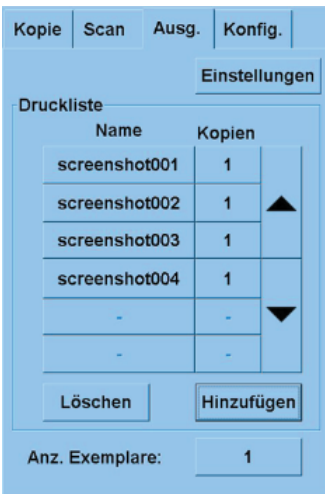 Kopie Scan Ausg. Konfig.
Einstellungen
Druckliste
Name Kopien
screenshot001 1
screenshot002 1
screenshot003 1
screenshot004 1
- -
- -
Löschen Hinzufügen
Anz. Exemplare: 1